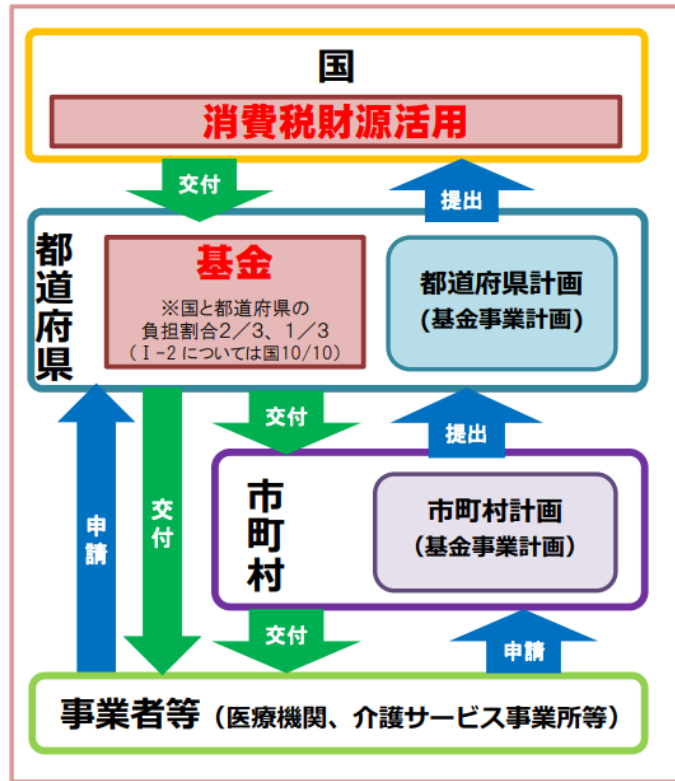 国
消費税財源活用
交付
提出
都道府県
基金
※国と都道府県の
負担割合2/3、1/3
(Ⅰ-2については国10/10)
都道府県計画
(基金事業計画)
交付
提出
申請
交付
市町村
市町村計画
(基金事業計画)
交付
申請
事業者等(医療機関、介護サービス事業所等)